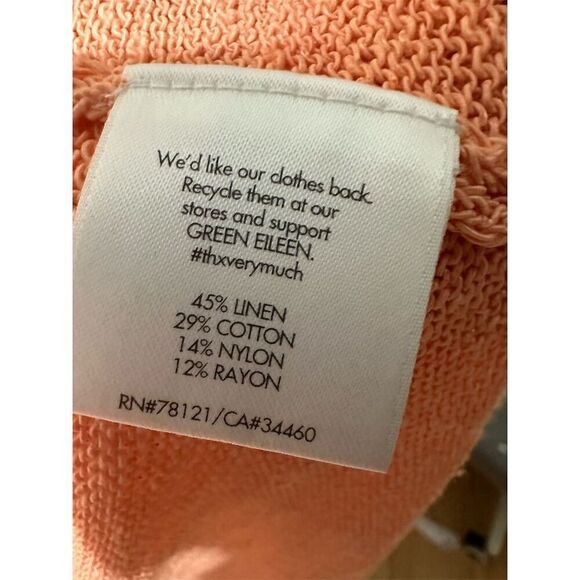 We'd like our clothes back.
Recycle them at our
stores and support
GREEN EILEEN.
#thxverymuch
45% LINEN
29% COTTON
14% NYLON
12% RAYON
RN#78121/CA#34460